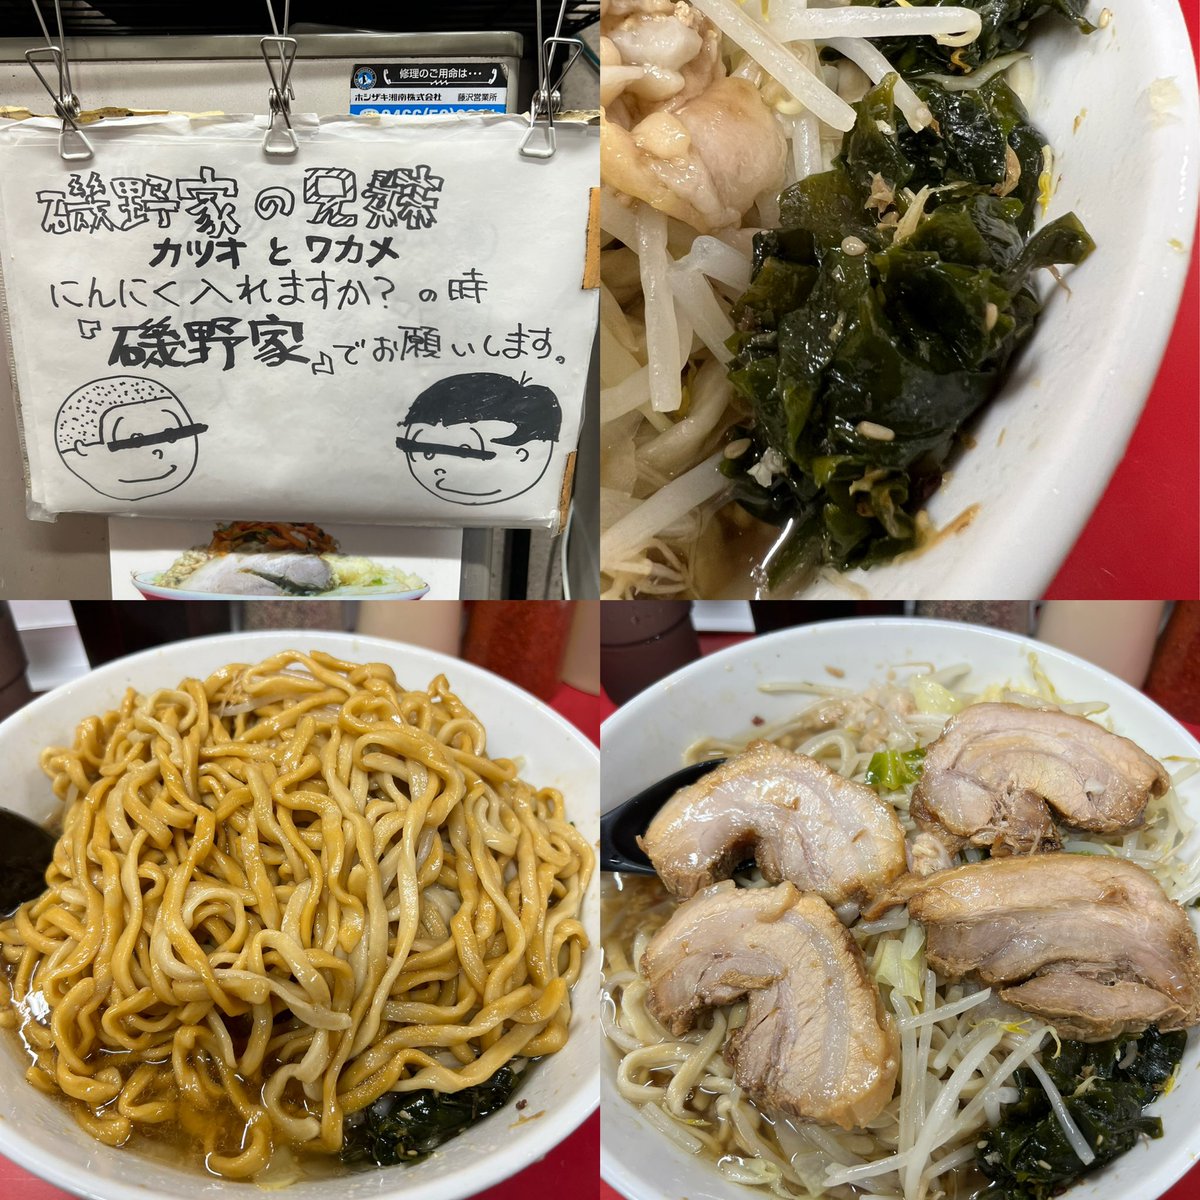 修理のご用命は・・・
ホシザキ湘南株式会社 藤沢営業所
磯野家の兄妹
カツオとワカメ
にんにく入れますか?の時
『磯野家』でお願いします。